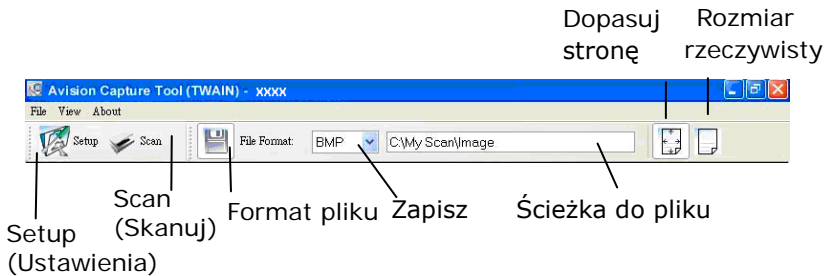 Dopasuj stronę
Rozmiar rzeczywisty
Avision Capture Tool (TWAIN) - xxxx
File View About
Setup Scan File Format: BMP C:\My Scan\Image
Setup (Ustawienia)
Scan (Skanuj)
Format pliku
Zapisz
Ścieżka do pliku